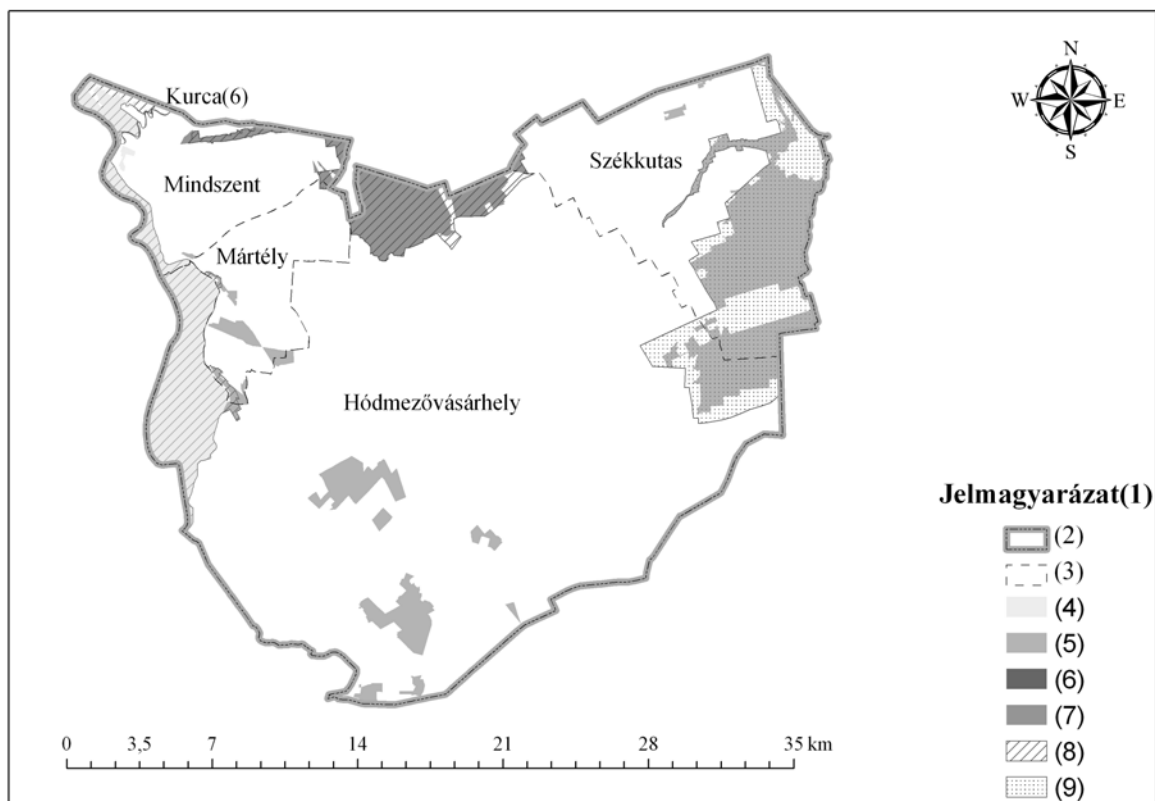 N
W E
S
Kurca(6)
Székkutas
Mindszent
Mártély
Hódmezővásárhely
Jelmagyarázat(1)
(2)
(3)
(4)
(5)
(6)
(7)
(8)
(9)
0 3,5 7 14 21 28 35 km